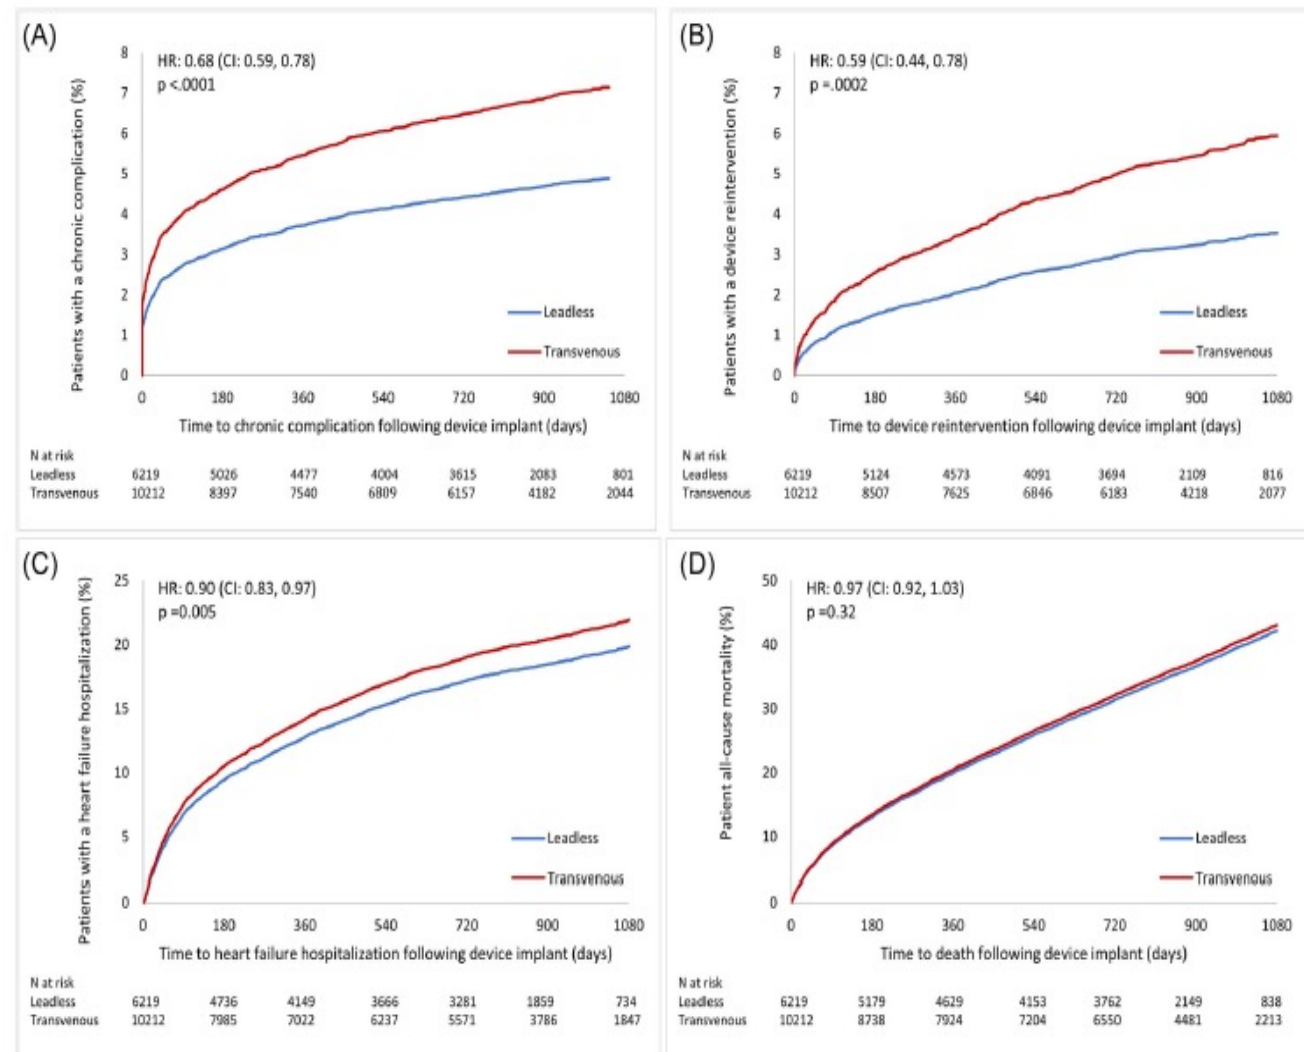 (A)
Patients with a chronic complication (%)
8
7
6
5
4
3
2
1
0
HR: 0.68 (CI: 0.59, 0.78)
p <.0001
Leadless
Transvenous
0 180 360 540 720 900 1080
Time to chronic complication following device implant (days)
N at risk
Leadless 6219 5026 4477 4004 3615 2083 801
Transvenous 10212 8397 7540 6809 6157 4182 2044
(B)
Patients with a device reintervention (%)
8
7
6
5
4
3
2
1
0
HR: 0.59 (CI: 0.44, 0.78)
p =.0002
Leadless
Transvenous
0 180 360 540 720 900 1080
Time to device reintervention following device implant (days)
N at risk
Leadless 6219 5124 4573 4091 3694 2109 816
Transvenous 10212 8507 7625 6846 6183 4218 2077
(C)
Patients with a heart failure hospitalization (%)
25
20
15
10
5
0
HR: 0.90 (CI: 0.83, 0.97)
p =0.005
Leadless
Transvenous
0 180 360 540 720 900 1080
Time to heart failure hospitalization following device implant (days)
N at risk
Leadless 6219 4736 4149 3666 3281 1859 734
Transvenous 10212 7985 7022 6237 5571 3786 1847
(D)
Patient all-cause mortality (%)
50
40
30
20
10
0
HR: 0.97 (CI: 0.92, 1.03)
p =0.32
Leadless
Transvenous
0 180 360 540 720 900 1080
Time to death following device implant (days)
N at risk
Leadless 6219 5179 4629 4153 3762 2149 838
Transvenous 10212 8738 7924 7204 6550 4481 2213